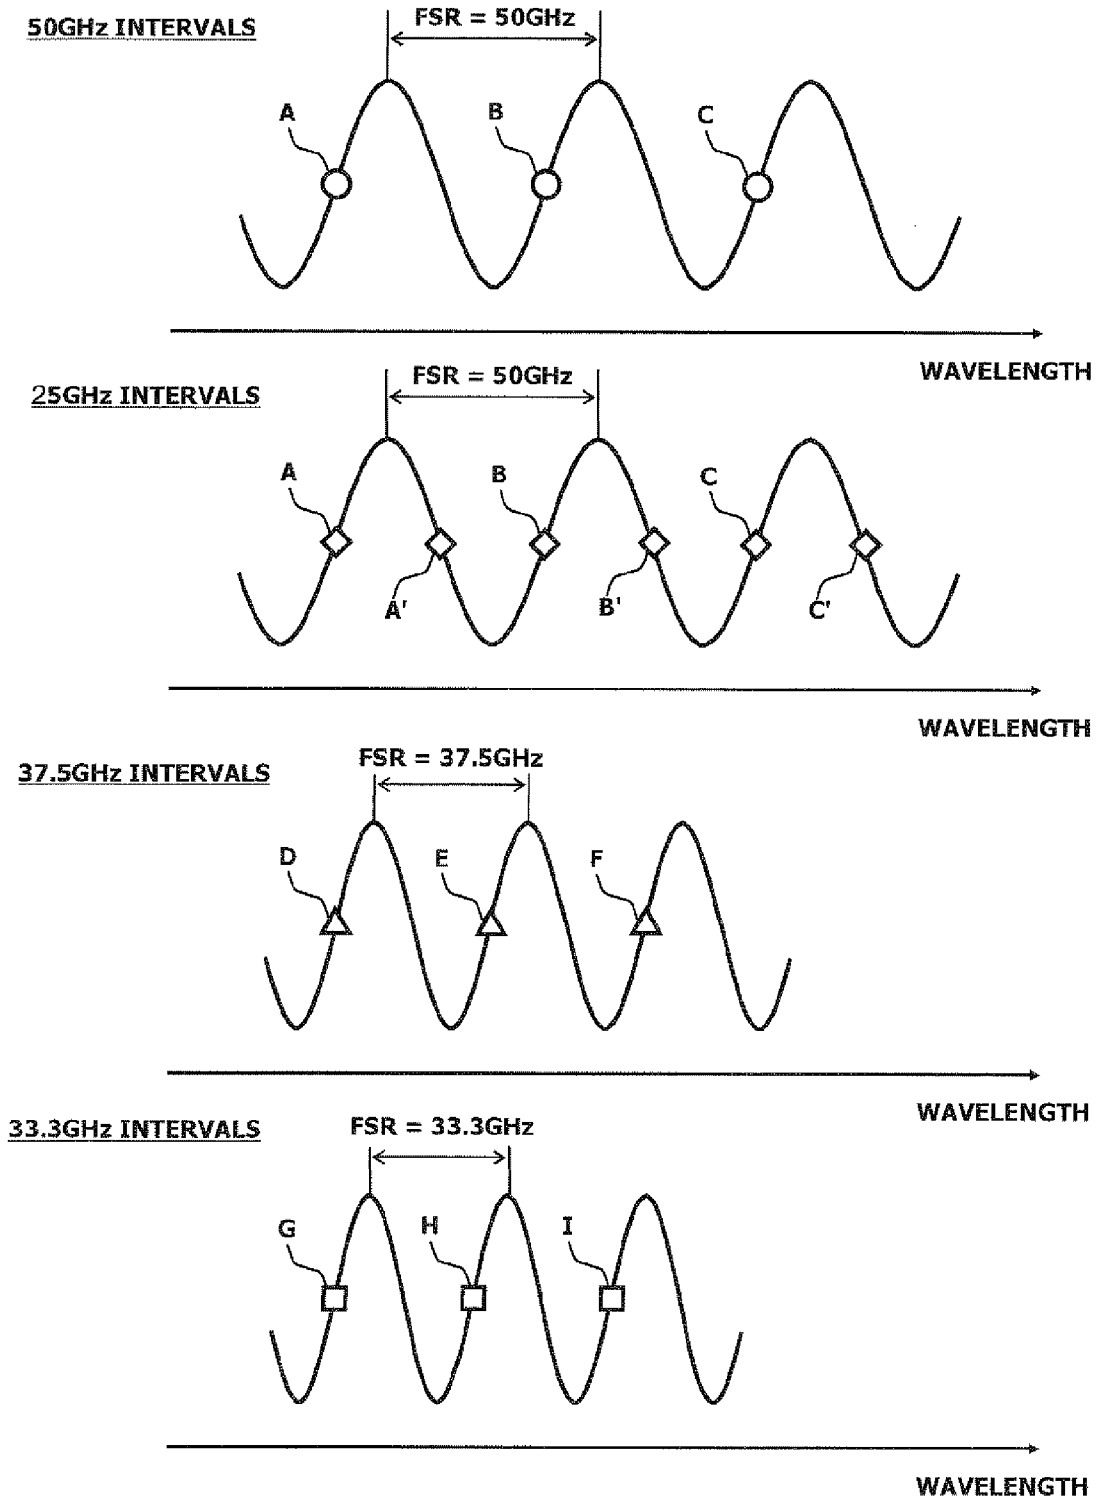 50GHz INTERVALS
FSR = 50GHz
A
B
C
WAVELENGTH
25GHz INTERVALS
FSR = 50GHz
A
B
C
A'
B'
C'
WAVELENGTH
37.5GHz INTERVALS
FSR = 37.5GHz
D
E
F
WAVELENGTH
33.3GHz INTERVALS
FSR = 33.3GHz
G
H
I
WAVELENGTH